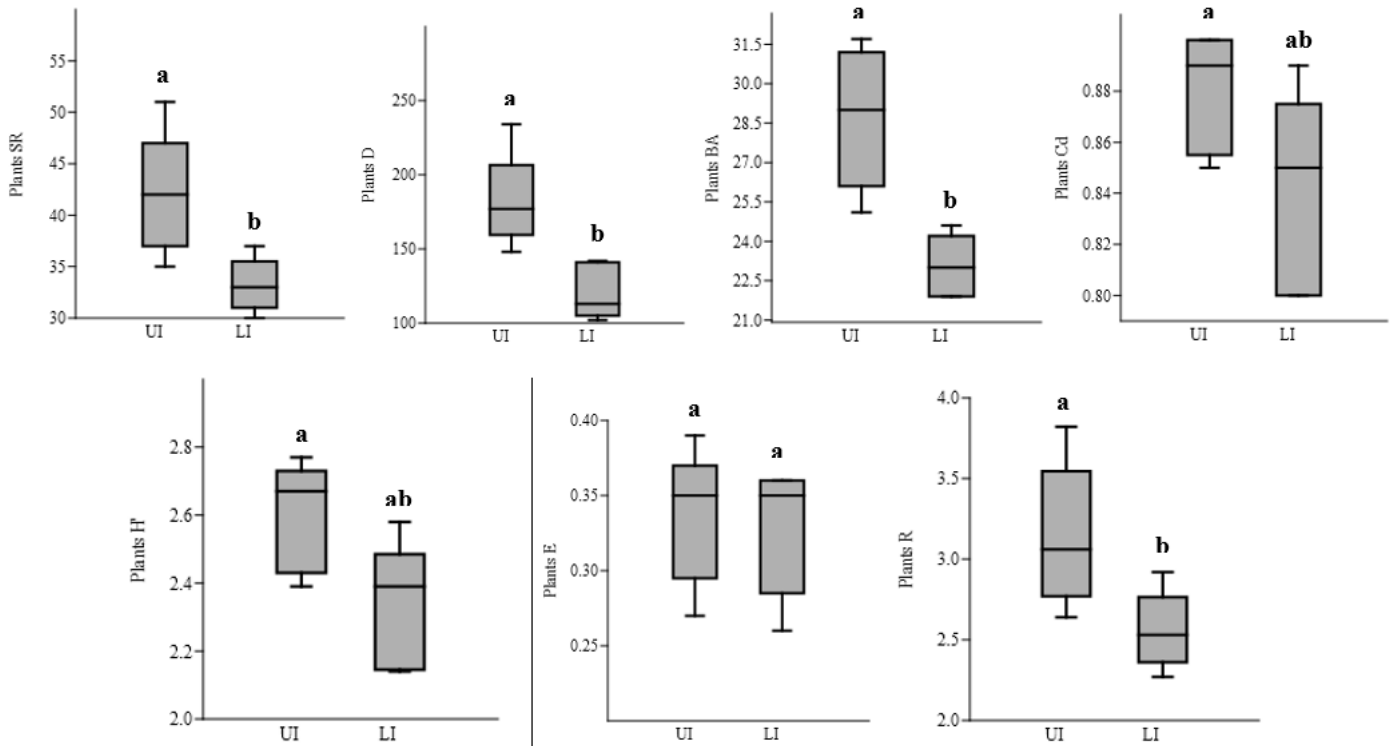 Plants SR
55
50
45
40
35
30
a
b
UI
LI
Plants D
250
200
150
100
a
b
UI
LI
Plants BA
31.5
30.0
28.5
27.0
25.5
24.0
22.5
21.0
a
b
UI
LI
Plants Cd
0.88
0.86
0.84
0.82
0.80
a
ab
UI
LI
Plants H'
2.8
2.6
2.4
2.2
2.0
a
ab
UI
LI
Plants E
0.40
0.35
0.30
0.25
a
a
UI
LI
Plants R
4.0
3.5
3.0
2.5
2.0
a
b
UI
LI